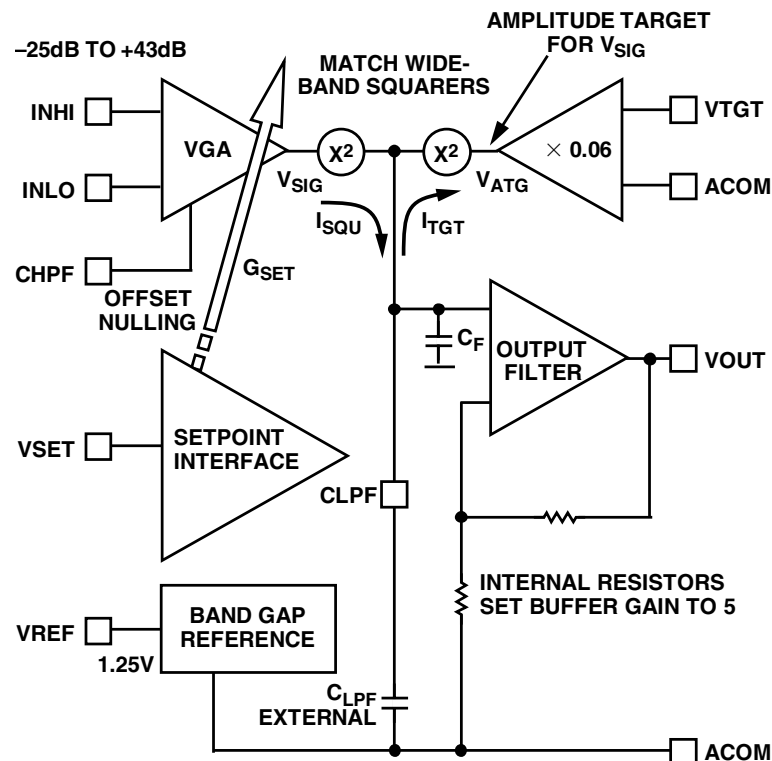 –25dB TO +43dB
AMPLITUDE TARGET
FOR VSIG
MATCH WIDE-
BAND SQUARERS
INHI
VGA
X2
X2
× 0.06
VTGT
INLO
VSIG
VATG
ACOM
ISQU
ITGT
CHPF
GSET
OFFSET
NULLING
CF
OUTPUT
FILTER
VOUT
VSET
SETPOINT
INTERFACE
CLPF
INTERNAL RESISTORS
SET BUFFER GAIN TO 5
VREF
BAND GAP
REFERENCE
1.25V
CLPF
EXTERNAL
ACOM